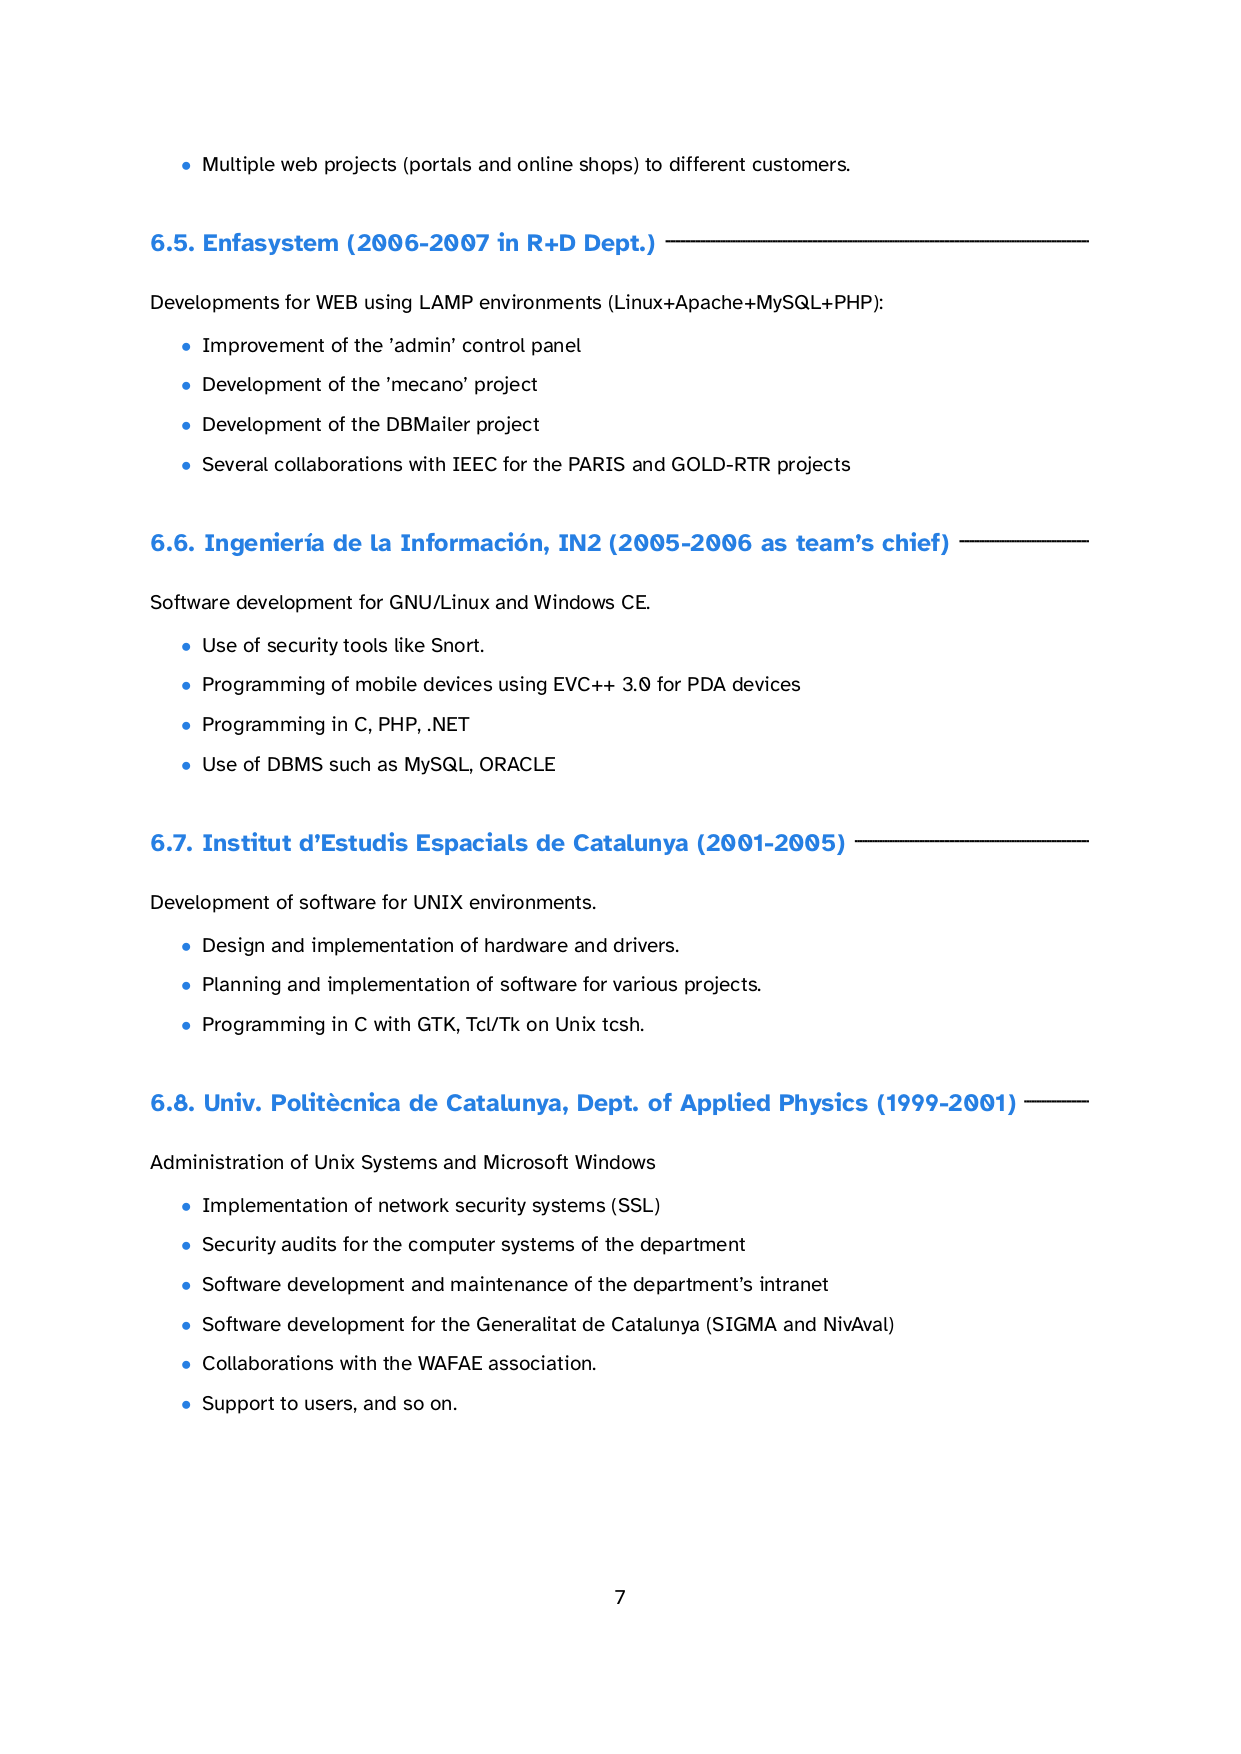 • Multiple web projects (portals and online shops) to different customers.
6.5. Enfasystem (2006-2007 in R+D Dept.)
Developments for WEB using LAMP environments (Linux+Apache+MySQL+PHP):
• Improvement of the ’admin’ control panel
• Development of the ’mecano’ project
• Development of the DBMailer project
• Several collaborations with IEEC for the PARIS and GOLD-RTR projects
6.6. Ingeniería de la Información, IN2 (2005-2006 as team’s chief)
Software development for GNU/Linux and Windows CE.
• Use of security tools like Snort.
• Programming of mobile devices using EVC++ 3.0 for PDA devices
• Programming in C, PHP, .NET
• Use of DBMS such as MySQL, ORACLE
6.7. Institut d’Estudis Espacials de Catalunya (2001-2005)
Development of software for UNIX environments.
• Design and implementation of hardware and drivers.
• Planning and implementation of software for various projects.
• Programming in C with GTK, Tcl/Tk on Unix tcsh.
6.8. Univ. Politècnica de Catalunya, Dept. of Applied Physics (1999-2001)
Administration of Unix Systems and Microsoft Windows
• Implementation of network security systems (SSL)
• Security audits for the computer systems of the department
• Software development and maintenance of the department’s intranet
• Software development for the Generalitat de Catalunya (SIGMA and NivAval)
• Collaborations with the WAFAE association.
• Support to users, and so on.
7